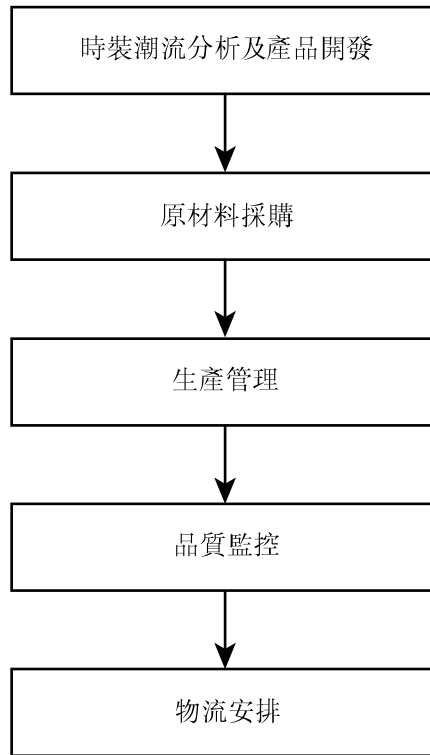 時裝潮流分析及產品開發
原材料採購
生產管理
品質監控
物流安排